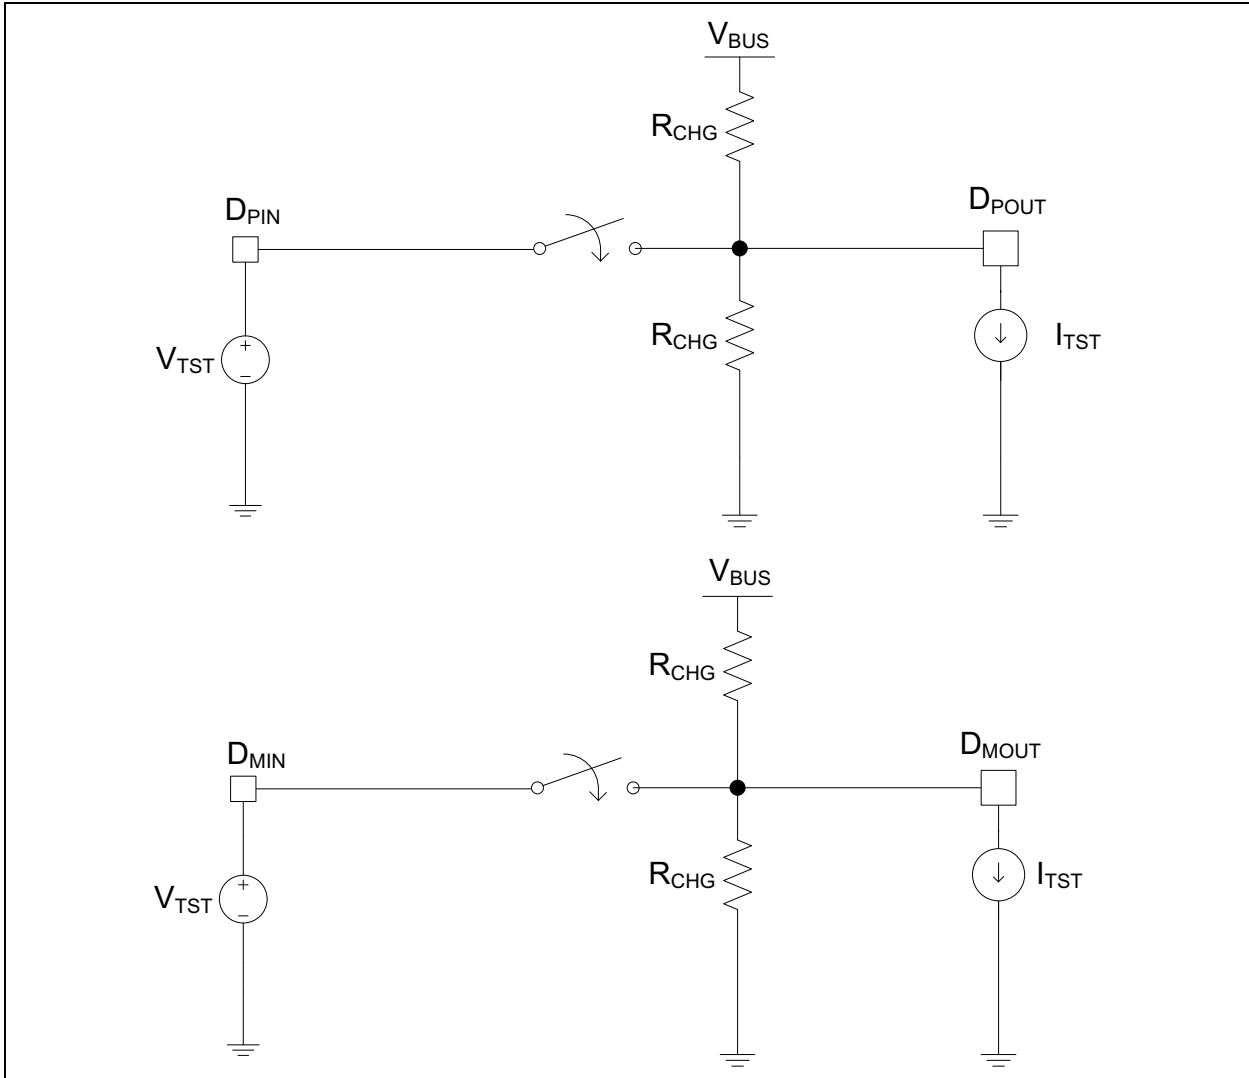 VBUS
RCHG
DPIN
DPOUT
RCHG
VTST
+
−
ITST
VBUS
RCHG
DMIN
DMOUT
RCHG
VTST
+
−
ITST